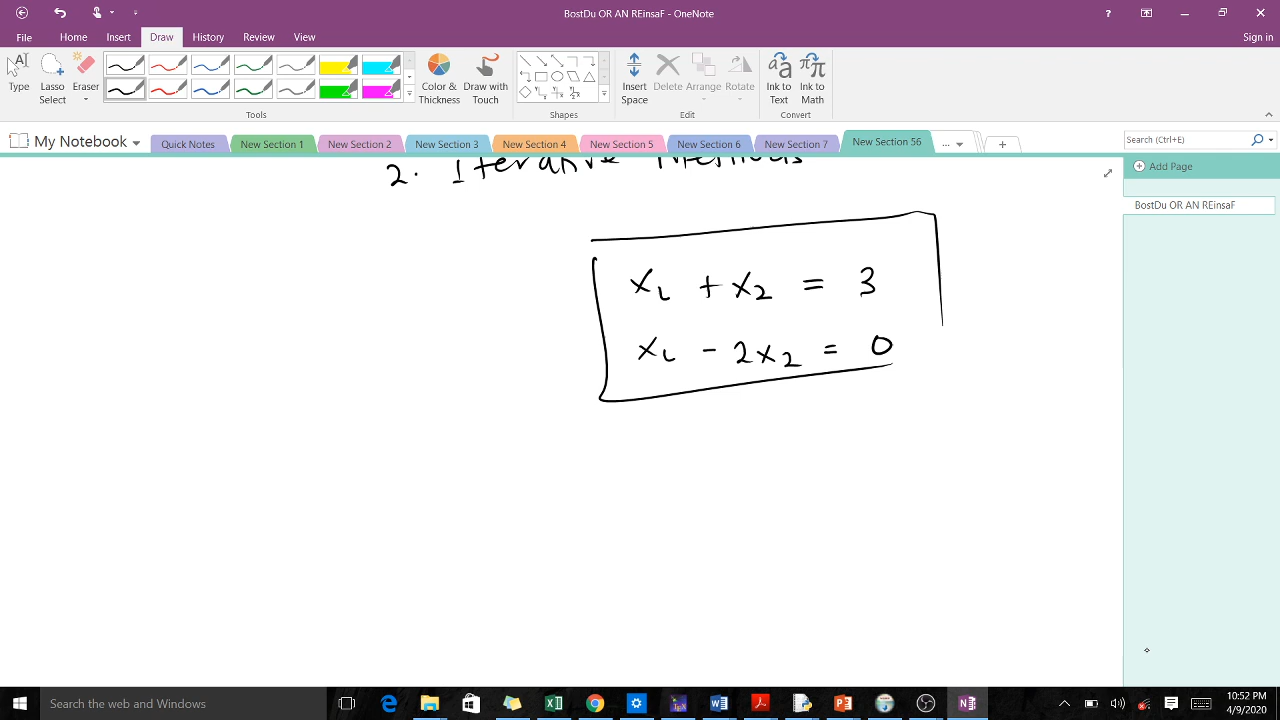 BostDu OR AN REinsaF - OneNote
File Home Insert Draw History Review View Sign in
Type Lasso Select Eraser Color & Thickness Draw with Touch Insert Space Delete Arrange Rotate Ink to Text Ink to Math
Tools Shapes Edit Convert
My Notebook Quick Notes New Section 1 New Section 2 New Section 3 New Section 4 New Section 5 New Section 6 New Section 7 New Section 56 ... Search (Ctrl+E)
Add Page
2. Iterative Methods
BostDu OR AN REinsaF
x₁ + x₂ = 3
x₁ - 2x₂ = 0
Search the web and Windows
10:52 PM
4/9/2020